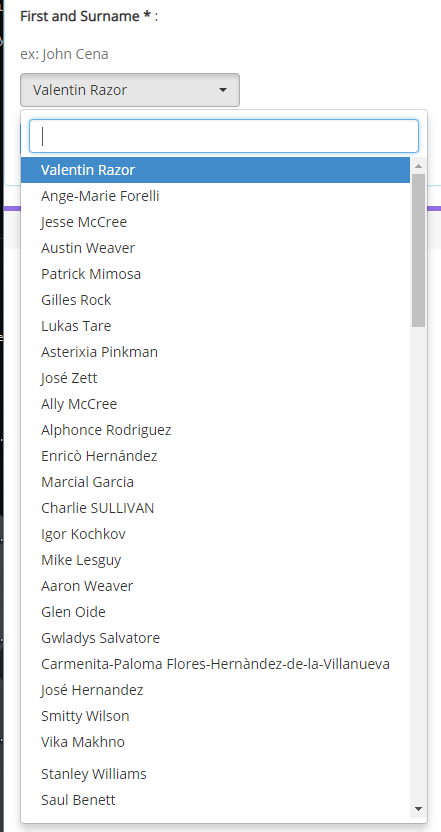 First and Surname * :
ex: John Cena
Valentin Razor
Valentin Razor
Ange-Marie Forelli
Jesse McCree
Austin Weaver
Patrick Mimosa
Gilles Rock
Lukas Tare
Asterixia Pinkman
José Zett
Ally McCree
Alphonce Rodriguez
Enricò Hernández
Marcial Garcia
Charlie SULLIVAN
Igor Kochkov
Mike Lesguy
Aaron Weaver
Glen Oide
Gwladys Salvatore
Carmenita-Paloma Flores-Hernàndez-de-la-Villanueva
José Hernandez
Smitty Wilson
Vika Makhno
Stanley Williams
Saul Benett